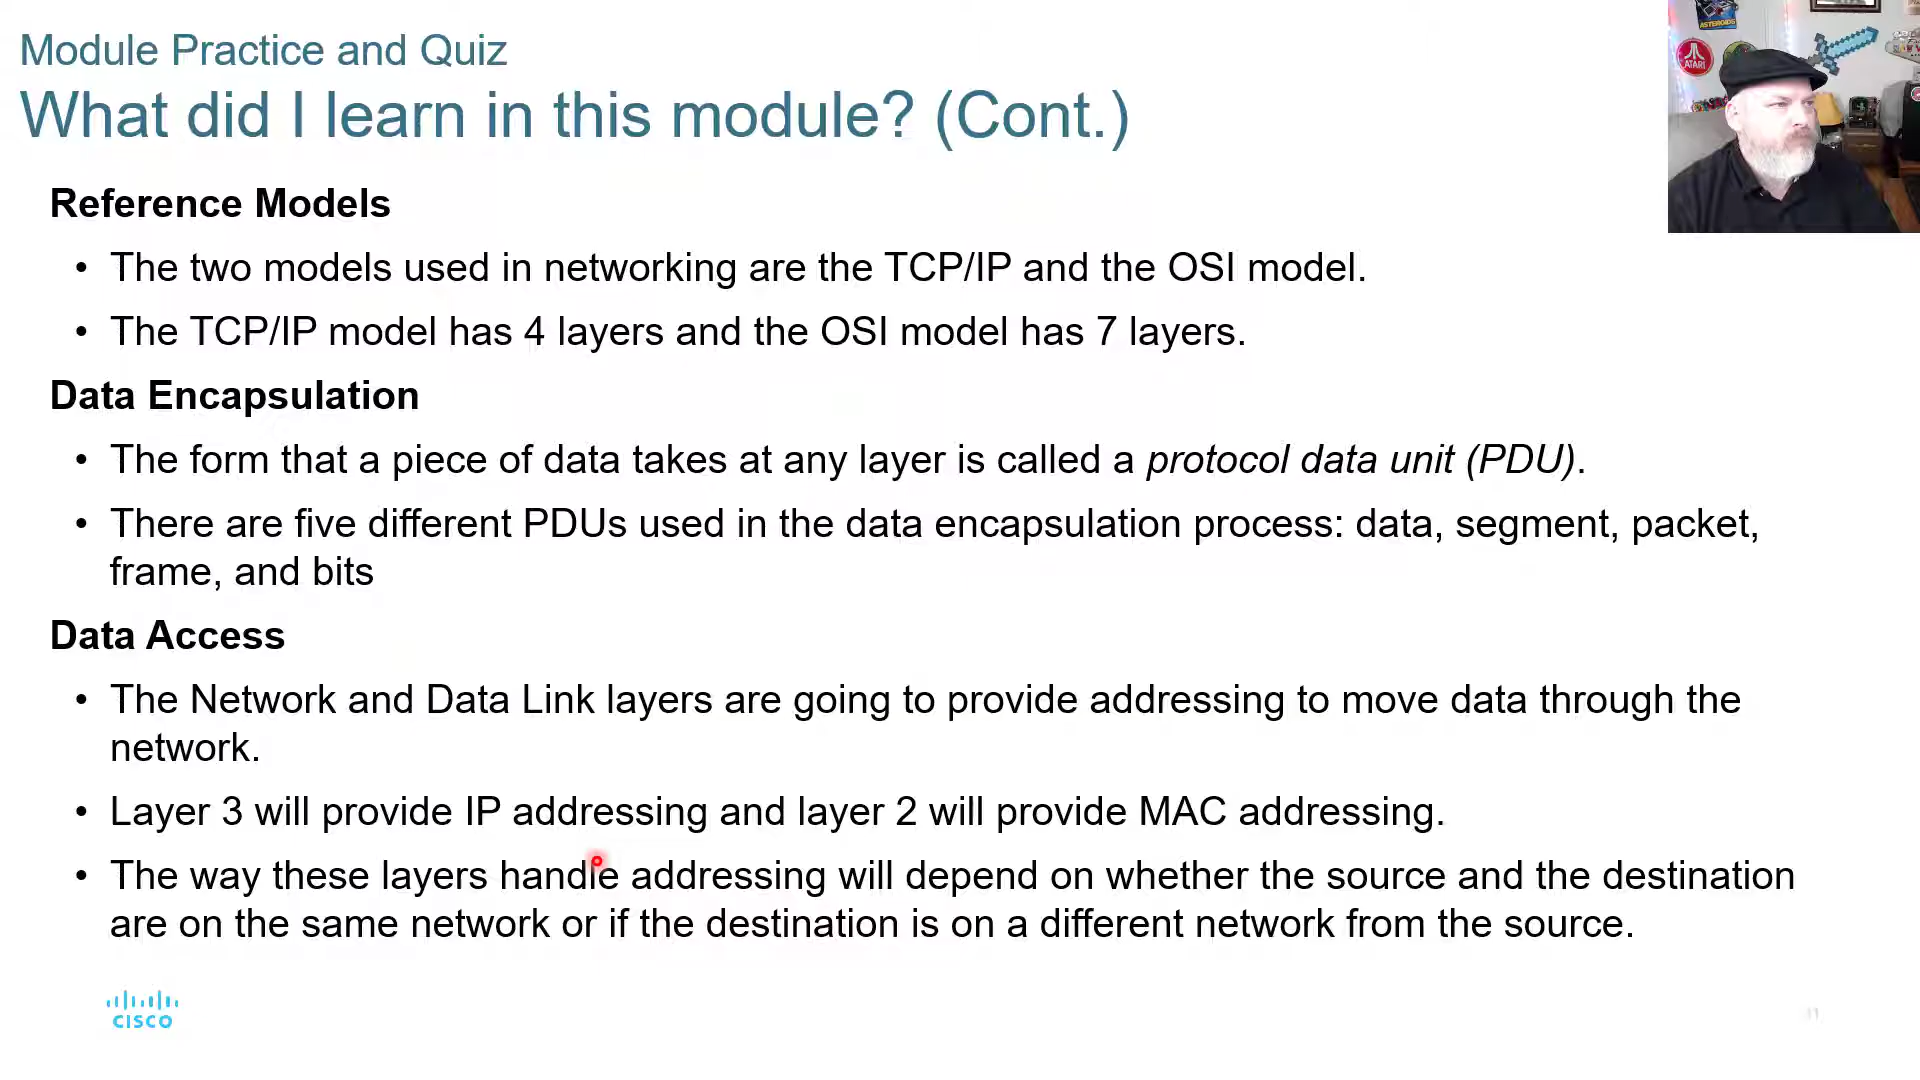 Module Practice and Quiz
What did I learn in this module? (Cont.)
Reference Models
• The two models used in networking are the TCP/IP and the OSI model.
• The TCP/IP model has 4 layers and the OSI model has 7 layers.
Data Encapsulation
• The form that a piece of data takes at any layer is called a protocol data unit (PDU).
• There are five different PDUs used in the data encapsulation process: data, segment, packet,
frame, and bits
Data Access
• The Network and Data Link layers are going to provide addressing to move data through the
network.
• Layer 3 will provide IP addressing and layer 2 will provide MAC addressing.
• The way these layers handle addressing will depend on whether the source and the destination
are on the same network or if the destination is on a different network from the source.
CISCO
ASTEROIDS
ATARI